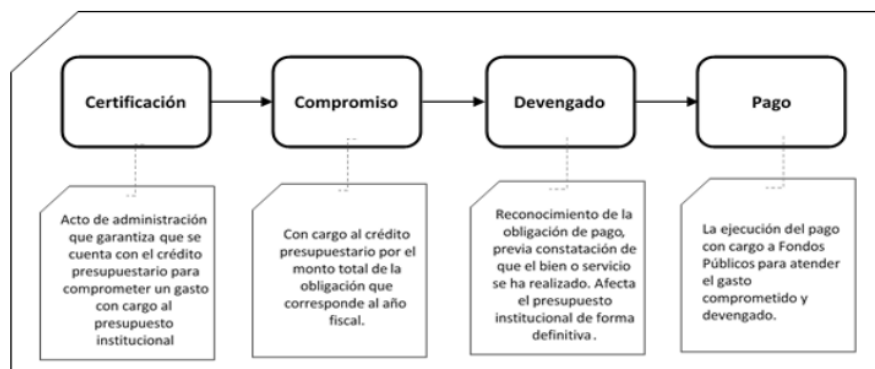 Certificación
Compromiso
Devengado
Pago
Acto de administración
que garantiza que se
cuenta con el crédito
presupuestario para
comprometer un gasto
con cargo al
presupuesto
institucional
Con cargo al crédito
presupuestario por el
monto total de la
obligación que
corresponde al año
fiscal.
Reconocimiento de la
obligación de pago,
previa constatación de
que el bien o servicio
se ha realizado. Afecta
el presupuesto
institucional de forma
definitiva .
La ejecución del pago
con cargo a Fondos
Públicos para atender
el gasto
comprometido y
devengado.